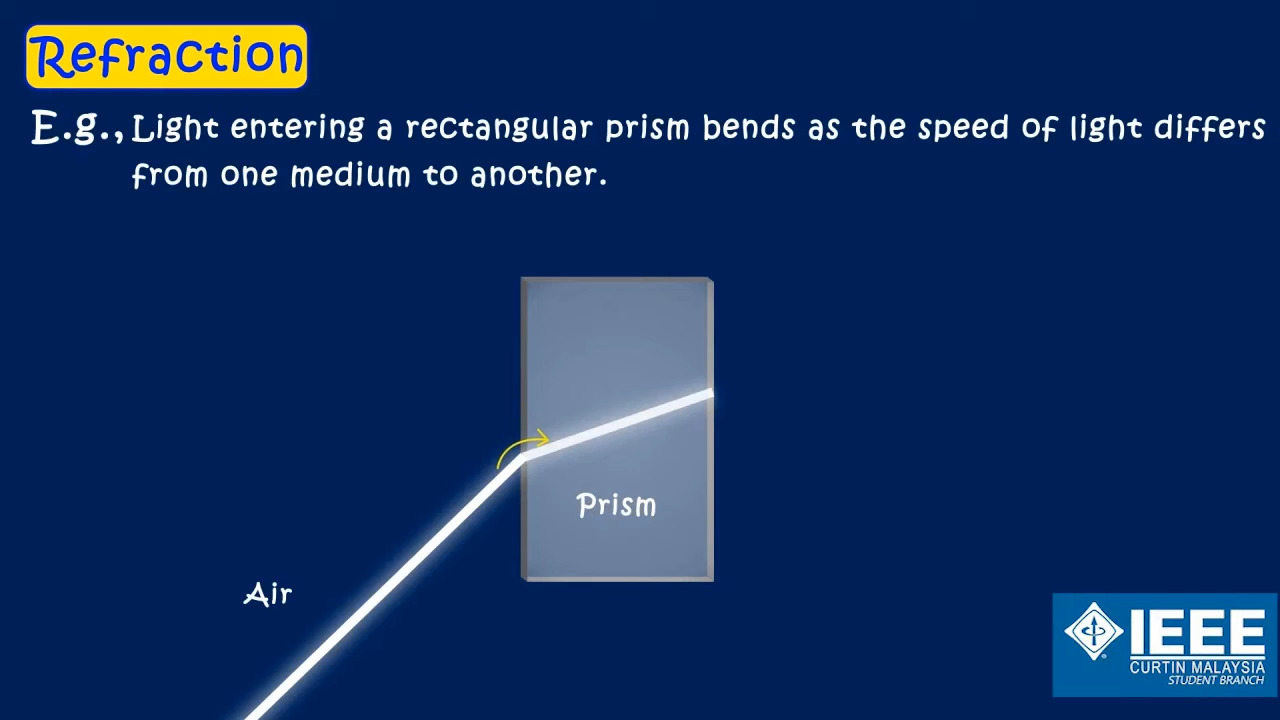 Refraction
E.g., Light entering a rectangular prism bends as the speed of light differs
from one medium to another.
Prism
Air
IEEE
CURTIN MALAYSIA
STUDENT BRANCH